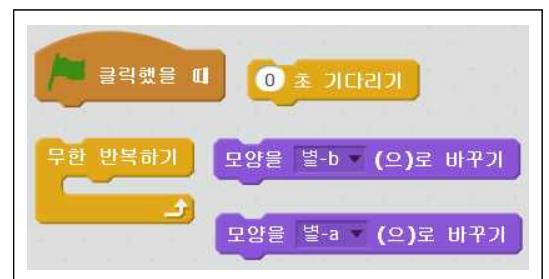 클릭했을 때
0 초 기다리기
무한 반복하기
모양을 별-b (으)로 바꾸기
모양을 별-a (으)로 바꾸기